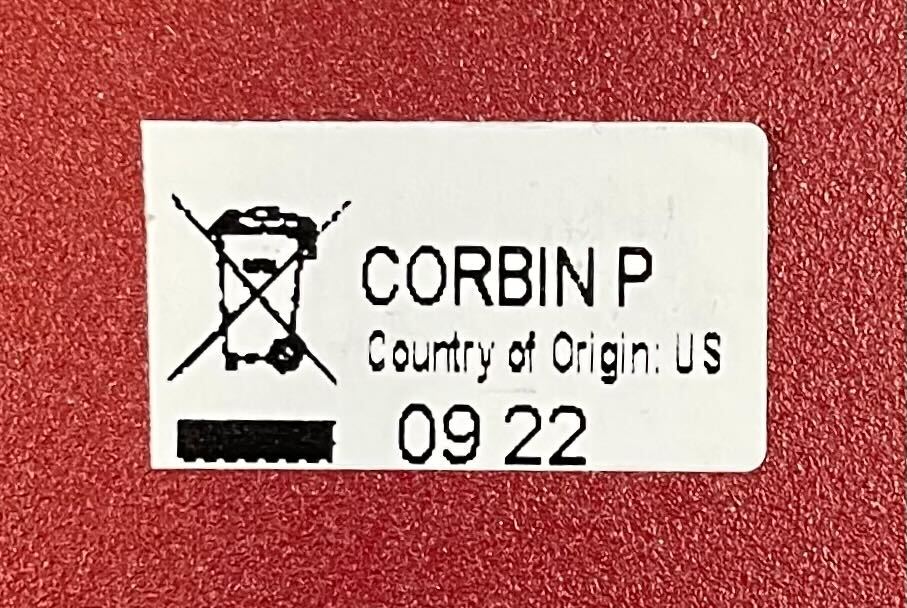 CORBIN P
Country of Origin: US
09 22